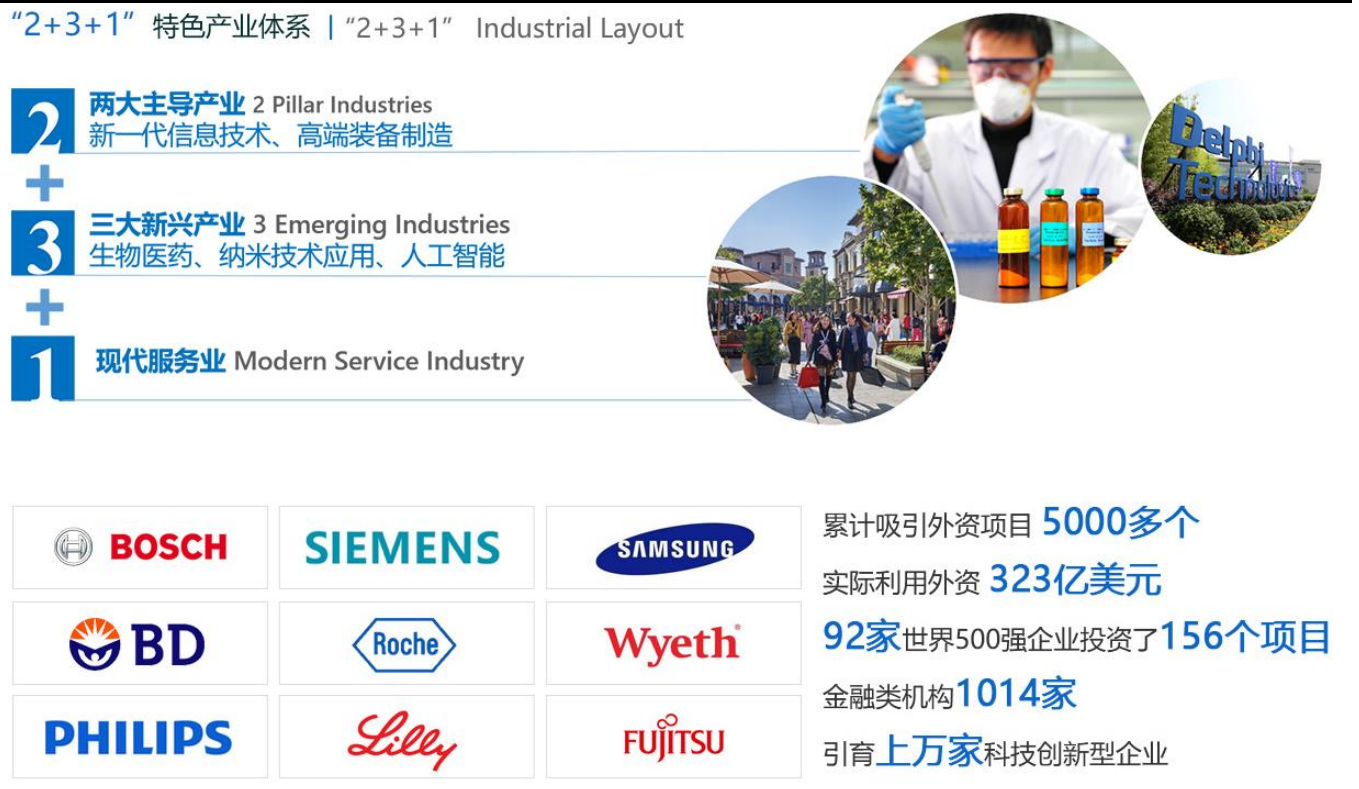 “2+3+1” 特色产业体系 | “2+3+1” Industrial Layout
2 两大主导产业 2 Pillar Industries
新一代信息技术、高端装备制造
+
3 三大新兴产业 3 Emerging Industries
生物医药、纳米技术应用、人工智能
+
1 现代服务业 Modern Service Industry
Delphi
Technologies
BOSCH
SIEMENS
SAMSUNG
BD
Roche
Wyeth®
PHILIPS
Lilly
FUJITSU
累计吸引外资项目 5000多个
实际利用外资 323亿美元
92家世界500强企业投资了156个项目
金融类机构1014家
引育上万家科技创新型企业